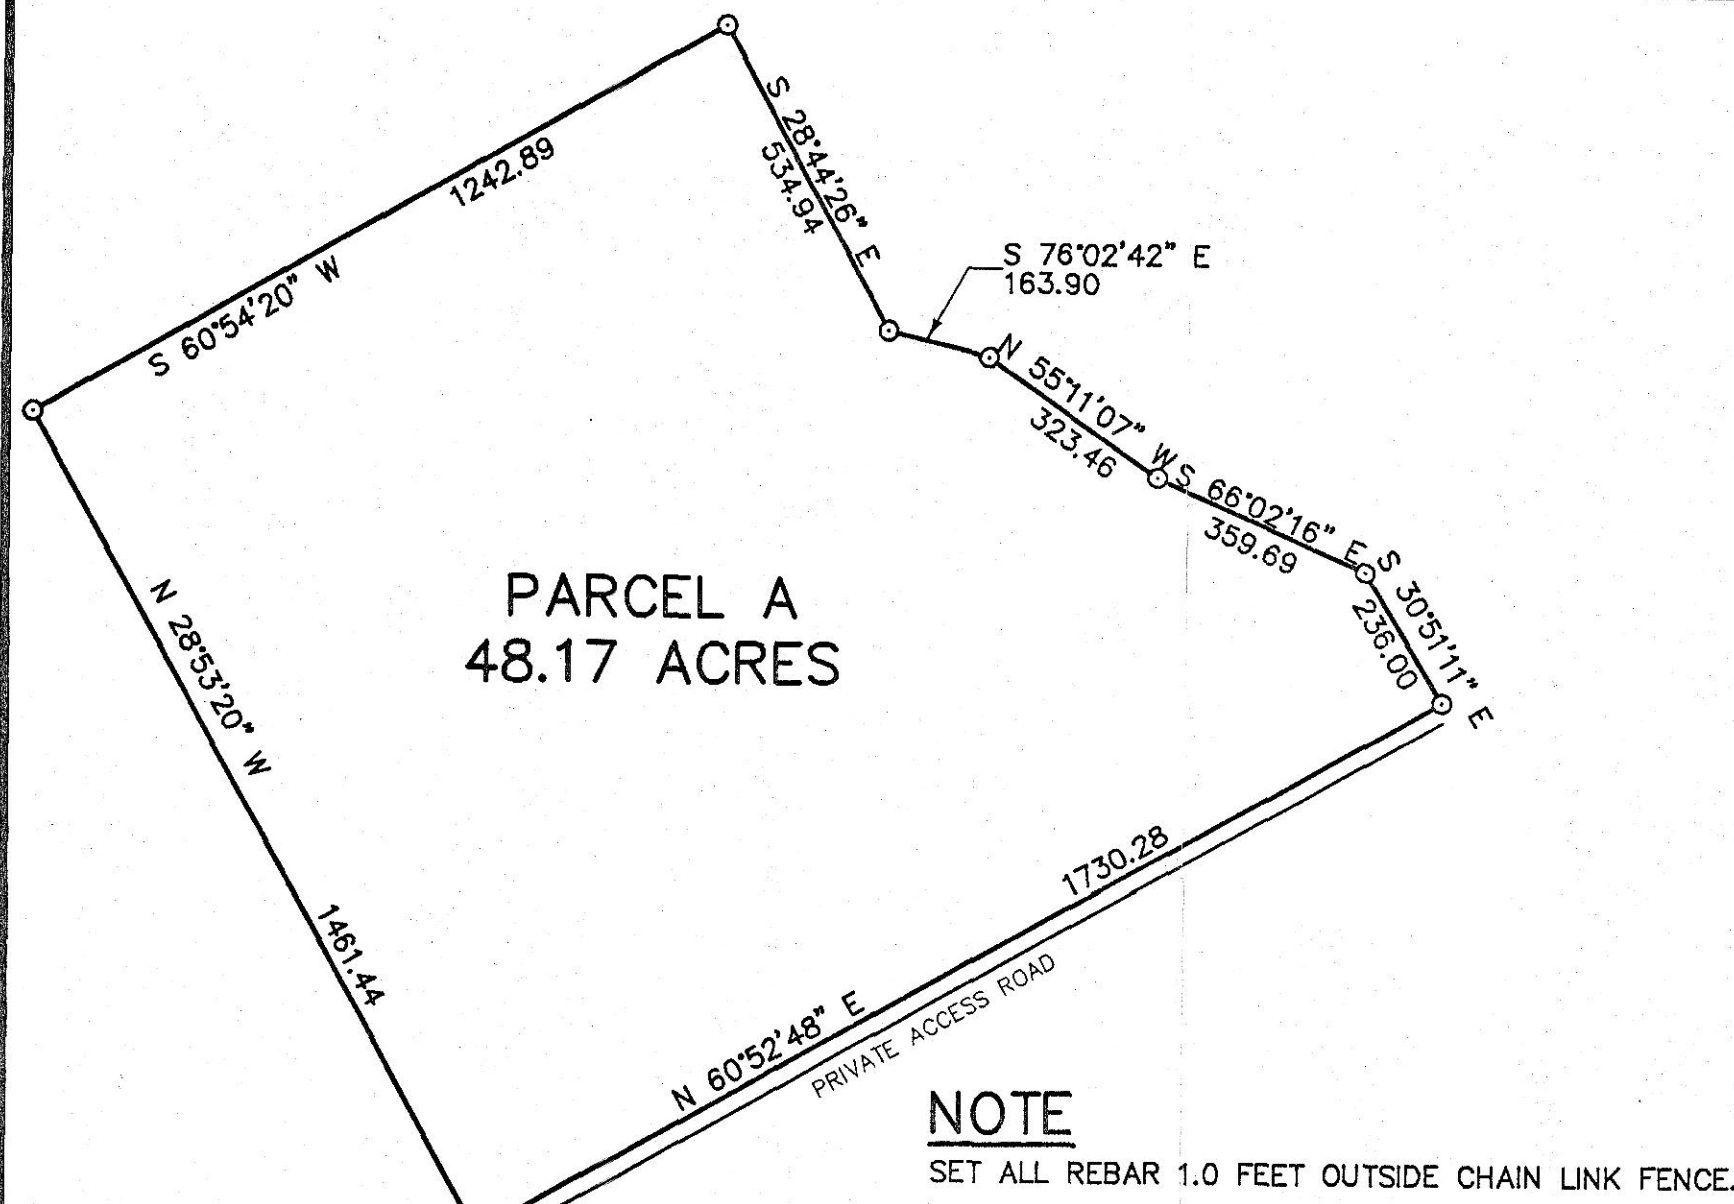 S 60°54'20" W
1242.89
S 28°44'26" E
534.94
S 76°02'42" E
163.90
N 55°11'07" W
323.46
S 66°02'16" E
359.69
S 30°51'11" E
236.00
PARCEL A
48.17 ACRES
N 28°53'20" W
1461.44
N 60°52'48" E
1730.28
PRIVATE ACCESS ROAD
NOTE
SET ALL REBAR 1.0 FEET OUTSIDE CHAIN LINK FENCE.